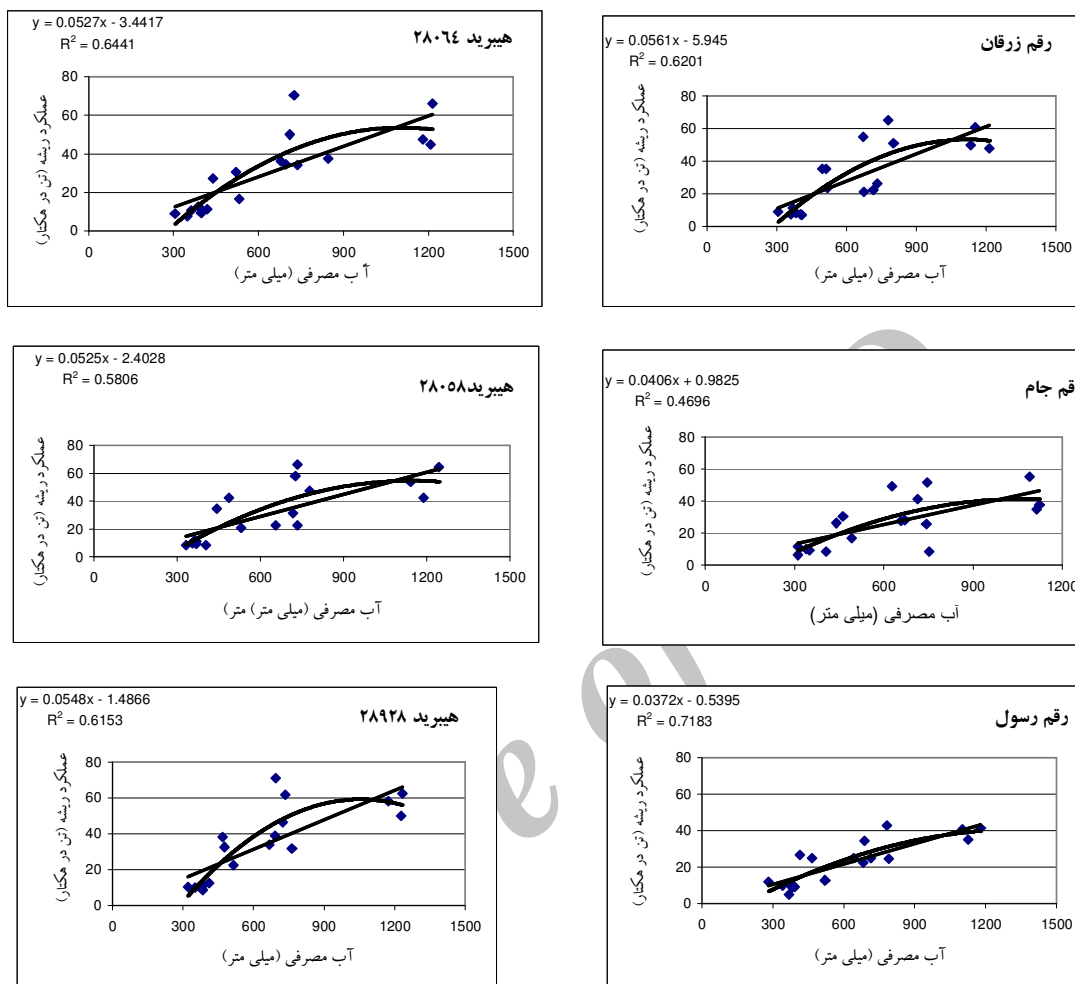 y = 0.0527x - 3.4417
R² = 0.6441
هیبرید ۲۸۰۶۴
عملکرد ریشه (تن در هکتار)
80
60
40
20
0
0 300 600 900 1200 1500
آ ب مصرفی (میلی متر)
y = 0.0561x - 5.945
R² = 0.6201
رقم زرقان
عملکرد ریشه (تن در هکتار)
80
60
40
20
0
0 300 600 900 1200 1500
آب مصرفی (میلی متر)
y = 0.0525x - 2.4028
R² = 0.5806
هیبرید۲۸۰۵۸
عملکرد ریشه (تن در هکتار)
80
60
40
20
0
0 300 600 900 1200 1500
آب مصرفی (میلی متر) متر)
y = 0.0406x + 0.9825
R² = 0.4696
قم جام
عملکرد ریشه (تن در هکتار)
80
60
40
20
0
0 300 600 900 1200
آب مصرفی (میلی متر)
y = 0.0548x - 1.4866
R² = 0.6153
هیبرید ۲۸۹۲۸
عملکرد ریشه (تن در هکتار)
80
60
40
20
0
0 300 600 900 1200 1500
آب مصرفی (میلی متر)
y = 0.0372x - 0.5395
R² = 0.7183
رقم رسول
عملکرد ریشه (تن در هکتار)
80
60
40
20
0
0 300 600 900 1200 1500
آب مصرفی (میلی متر)